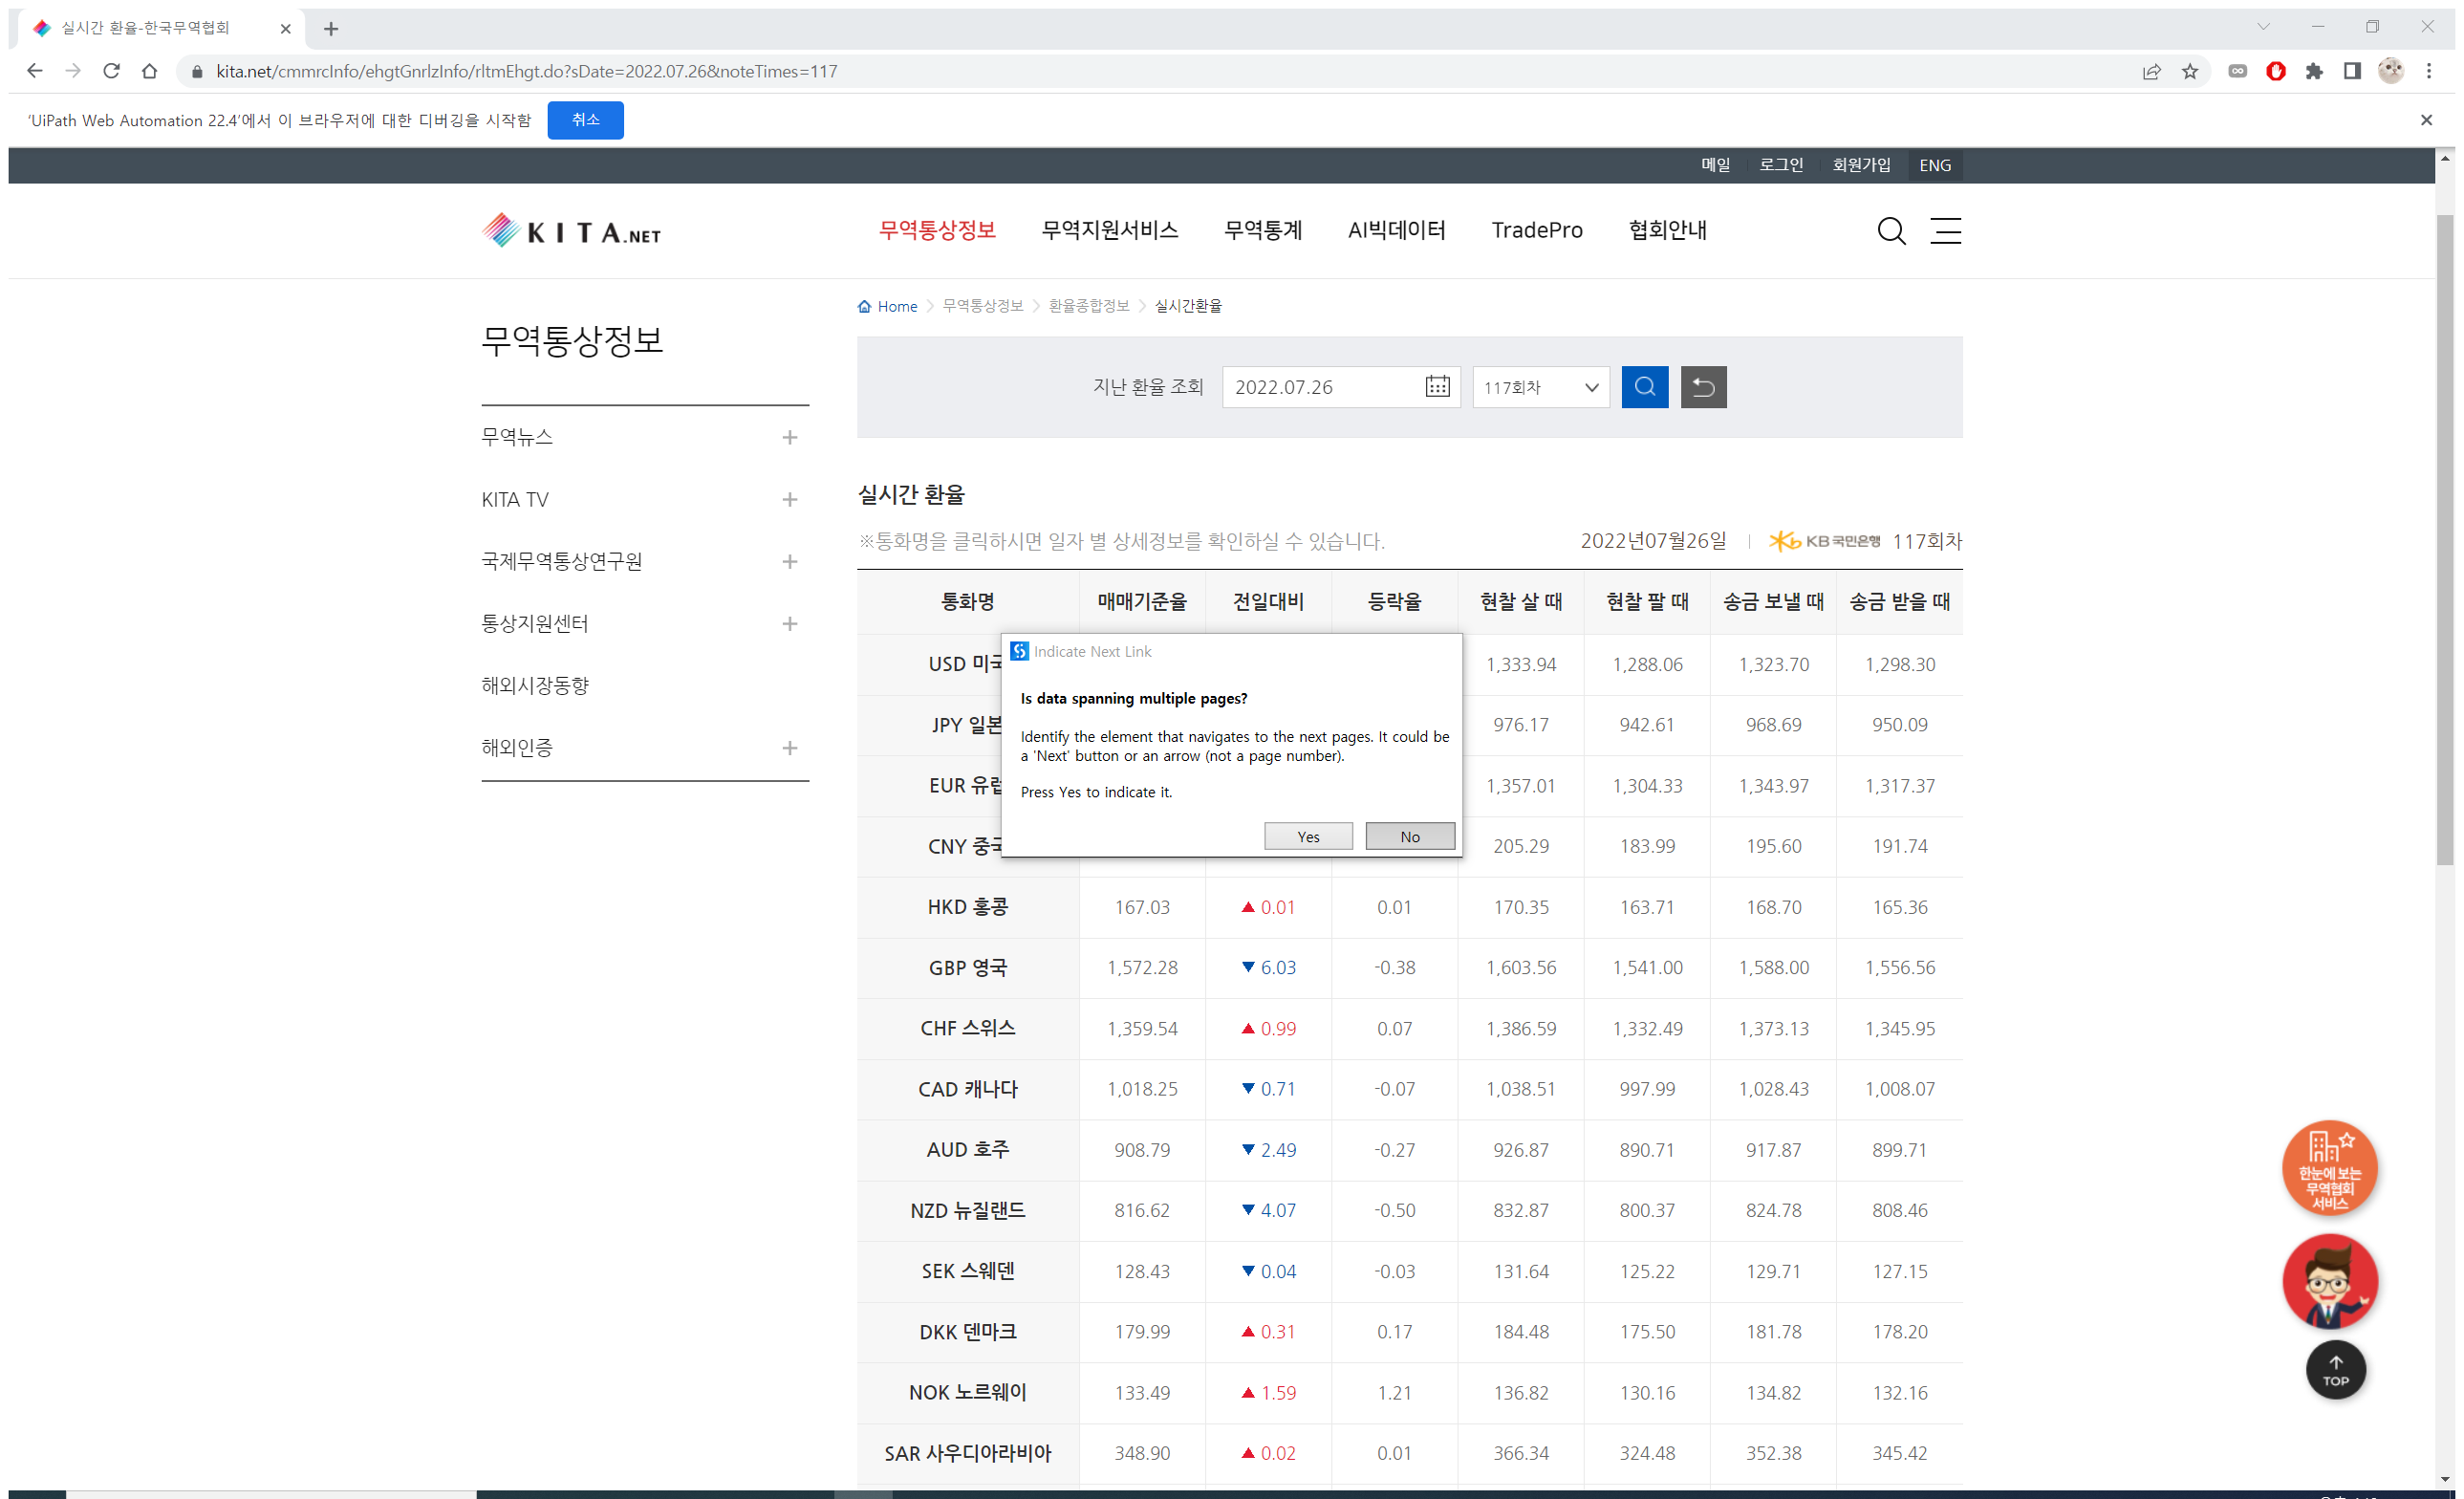 실시간 환율-한국무역협회
kita.net/cmmrcInfo/ehgtGnrlzInfo/rltmEhgt.do?sDate=2022.07.26&noteTimes=117
'UiPath Web Automation 22.4'에서 이 브라우저에 대한 디버깅을 시작함 취소
메일 로그인 회원가입 ENG
KITA.NET 무역통상정보 무역지원서비스 무역통계 AI빅데이터 TradePro 협회안내
Home 무역통상정보 환율종합정보 실시간환율
무역통상정보
지난 환율 조회 2022.07.26 117회차
무역뉴스
KITA TV
국제무역통상연구원
통상지원센터
해외시장동향
해외인증
실시간 환율
※통화명을 클릭하시면 일자 별 상세정보를 확인하실 수 있습니다. 2022년07월26일 KB국민은행 117회차
통화명 매매기준율 전일대비 등락율 현찰 살 때 현찰 팔 때 송금 보낼 때 송금 받을 때
USD 미국 1,333.94 1,288.06 1,323.70 1,298.30
JPY 일본 976.17 942.61 968.69 950.09
EUR 유럽 1,357.01 1,304.33 1,343.97 1,317.37
CNY 중국 205.29 183.99 195.60 191.74
Indicate Next Link
Is data spanning multiple pages?
Identify the element that navigates to the next pages. It could be
a 'Next' button or an arrow (not a page number).
Press Yes to indicate it.
Yes No
HKD 홍콩 167.03 ▲ 0.01 0.01 170.35 163.71 168.70 165.36
GBP 영국 1,572.28 ▼ 6.03 -0.38 1,603.56 1,541.00 1,588.00 1,556.56
CHF 스위스 1,359.54 ▲ 0.99 0.07 1,386.59 1,332.49 1,373.13 1,345.95
CAD 캐나다 1,018.25 ▼ 0.71 -0.07 1,038.51 997.99 1,028.43 1,008.07
AUD 호주 908.79 ▼ 2.49 -0.27 926.87 890.71 917.87 899.71
NZD 뉴질랜드 816.62 ▼ 4.07 -0.50 832.87 800.37 824.78 808.46
SEK 스웨덴 128.43 ▼ 0.04 -0.03 131.64 125.22 129.71 127.15
DKK 덴마크 179.99 ▲ 0.31 0.17 184.48 175.50 181.78 178.20
NOK 노르웨이 133.49 ▲ 1.59 1.21 136.82 130.16 134.82 132.16
SAR 사우디아라비아 348.90 ▲ 0.02 0.01 366.34 324.48 352.38 345.42
한눈에 보는
무역협회
서비스
TOP